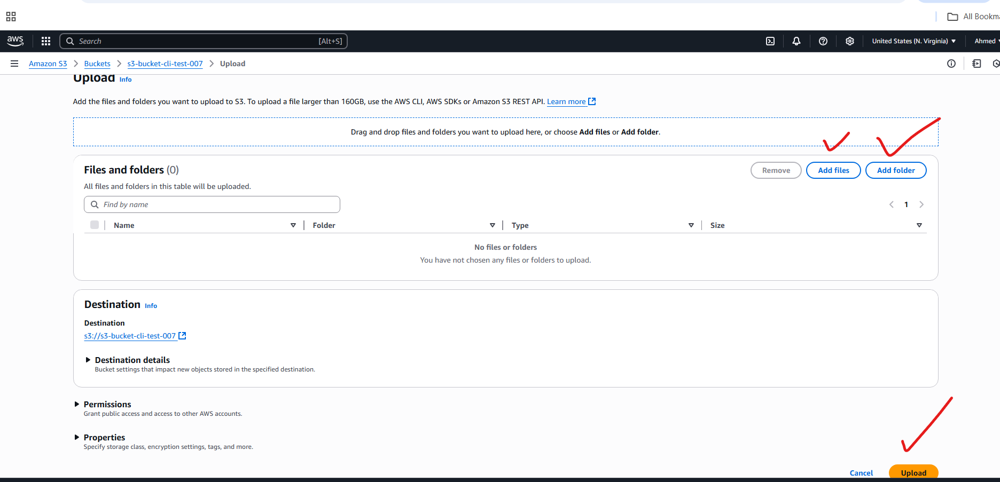 All Bookma
aws
Search [Alt+S]
United States (N. Virginia)
Ahmed
Amazon S3 > Buckets > s3-bucket-cli-test-007 > Upload
Upload Info
Add the files and folders you want to upload to S3. To upload a file larger than 160GB, use the AWS CLI, AWS SDKs or Amazon S3 REST API. Learn more
Drag and drop files and folders you want to upload here, or choose Add files or Add folder.
Files and folders (0)
Remove
Add files
Add folder
All files and folders in this table will be uploaded.
Find by name
1
Name Folder Type Size
No files or folders
You have not chosen any files or folders to upload.
Destination Info
Destination
s3://s3-bucket-cli-test-007
Destination details
Bucket settings that impact new objects stored in the specified destination.
Permissions
Grant public access and access to other AWS accounts.
Properties
Specify storage class, encryption settings, tags, and more.
Cancel
Upload